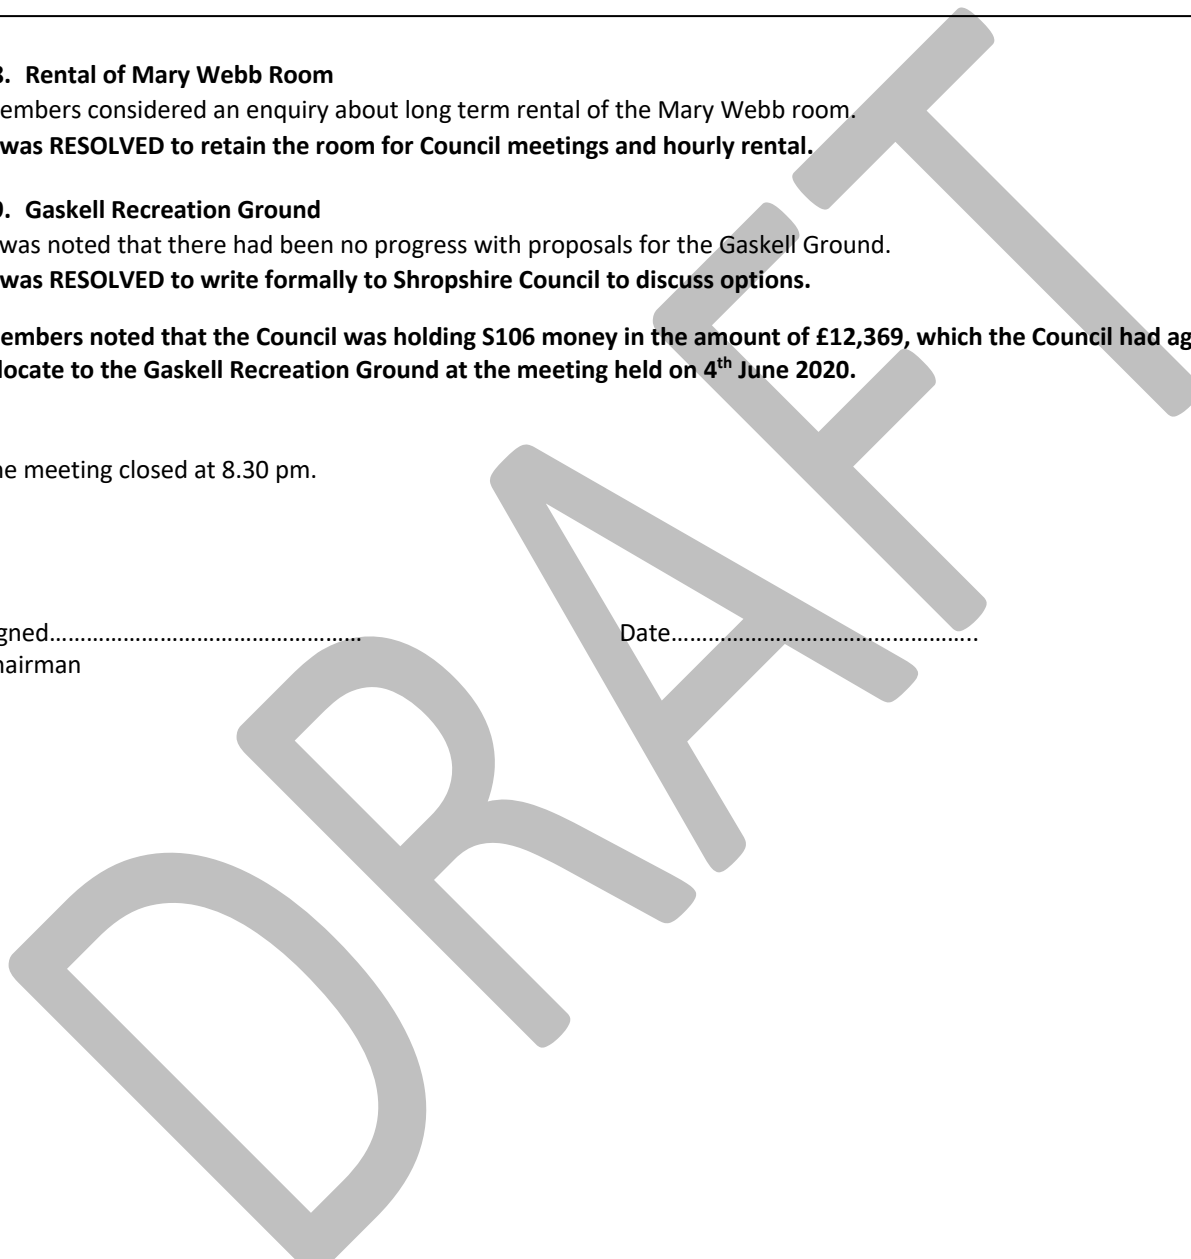 8. Rental of Mary Webb Room
embers considered an enquiry about long term rental of the Mary Webb room.
was RESOLVED to retain the room for Council meetings and hourly rental.
9. Gaskell Recreation Ground
was noted that there had been no progress with proposals for the Gaskell Ground.
was RESOLVED to write formally to Shropshire Council to discuss options.
embers noted that the Council was holding S106 money in the amount of £12,369, which the Council had ag
locate to the Gaskell Recreation Ground at the meeting held on 4th June 2020.
he meeting closed at 8.30 pm.
gned……………………………………………… Date……………………………………………..
hairman
DRAFT